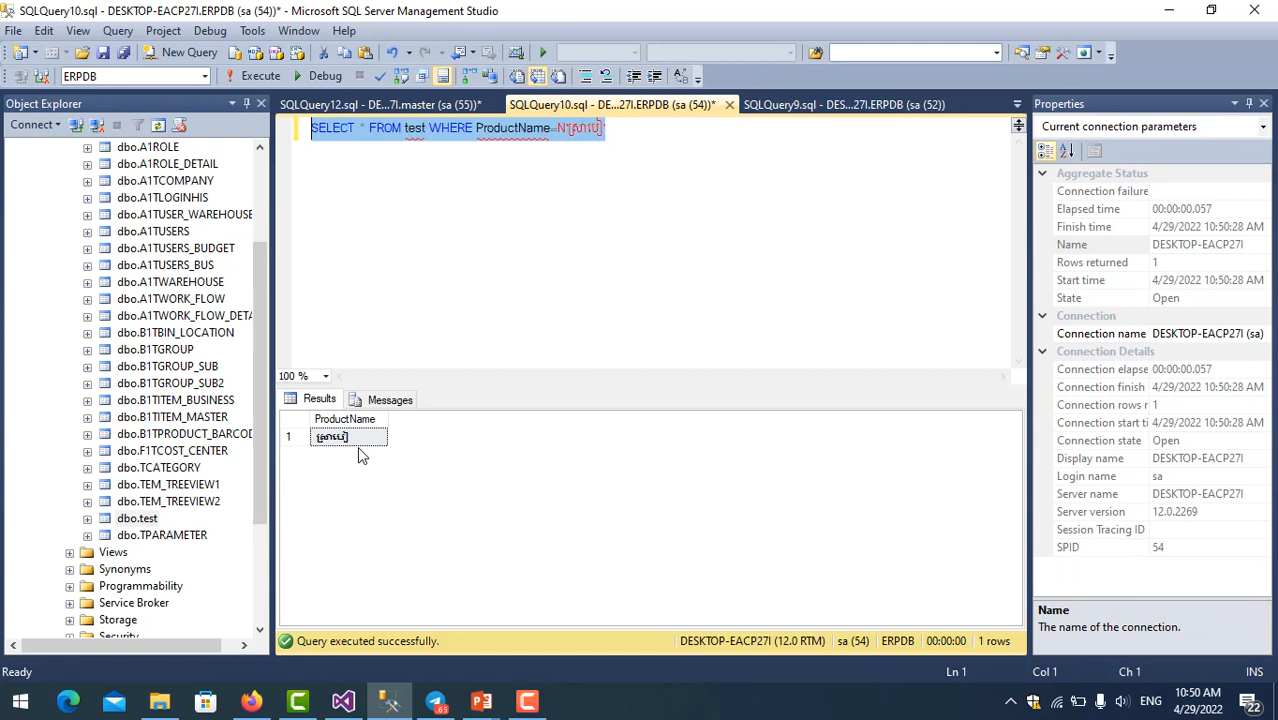 SQLQuery10.sql - DESKTOP-EACP27I.ERPDB (sa (54))* - Microsoft SQL Server Management Studio
File Edit View Query Project Debug Tools Window Help
New Query
ERPDB Execute Debug
Object Explorer
SQLQuery12.sql - DE...7I.master (55))* SQLQuery10.sql - DE...27I.ERPDB (sa (54))* SQLQuery9.sql - DES...27I.ERPDB (sa (52))
Properties
Connect
SELECT * FROM test WHERE ProductName=N'ស្រាបៀ'
dbo.A1ROLE
dbo.A1ROLE_DETAIL
dbo.A1TCOMPANY
dbo.A1TLOGINHIS
dbo.A1TUSER_WAREHOUSE
dbo.A1TUSERS
dbo.A1TUSERS_BUDGET
dbo.A1TUSERS_BUS
dbo.A1TWAREHOUSE
dbo.A1TWORK_FLOW
dbo.A1TWORK_FLOW_DETA
dbo.B1TBIN_LOCATION
dbo.B1TGROUP
dbo.B1TGROUP_SUB
dbo.B1TGROUP_SUB2
dbo.B1TITEM_BUSINESS
dbo.B1TITEM_MASTER
dbo.B1TPRODUCT_BARCOD
dbo.F1TCOST_CENTER
dbo.TCATEGORY
dbo.TEM_TREEVIEW1
dbo.TEM_TREEVIEW2
dbo.test
dbo.TPARAMETER
Views
Synonyms
Programmability
Service Broker
Storage
Security
100 %
Results Messages
ProductName
1 ស្រាបៀ
Query executed successfully. DESKTOP-EACP27I (12.0 RTM) sa (54) ERPDB 00:00:00 1 rows
Current connection parameters
Aggregate Status
Connection failure
Elapsed time 00:00:00.057
Finish time 4/29/2022 10:50:28 AM
Name DESKTOP-EACP27I
Rows returned 1
Start time 4/29/2022 10:50:28 AM
State Open
Connection
Connection name DESKTOP-EACP27I (sa)
Connection Details
Connection elapse 00:00:00.057
Connection finish 4/29/2022 10:50:28 AM
Connection rows r 1
Connection start ti 4/29/2022 10:50:28 AM
Connection state Open
Display name DESKTOP-EACP27I
Login name sa
Server name DESKTOP-EACP27I
Server version 12.0.2269
Session Tracing ID
SPID 54
Name
The name of the connection.
Ready Ln 1 Col 1 Ch 1 INS
65 ENG 10:50 AM
4/29/2022 22